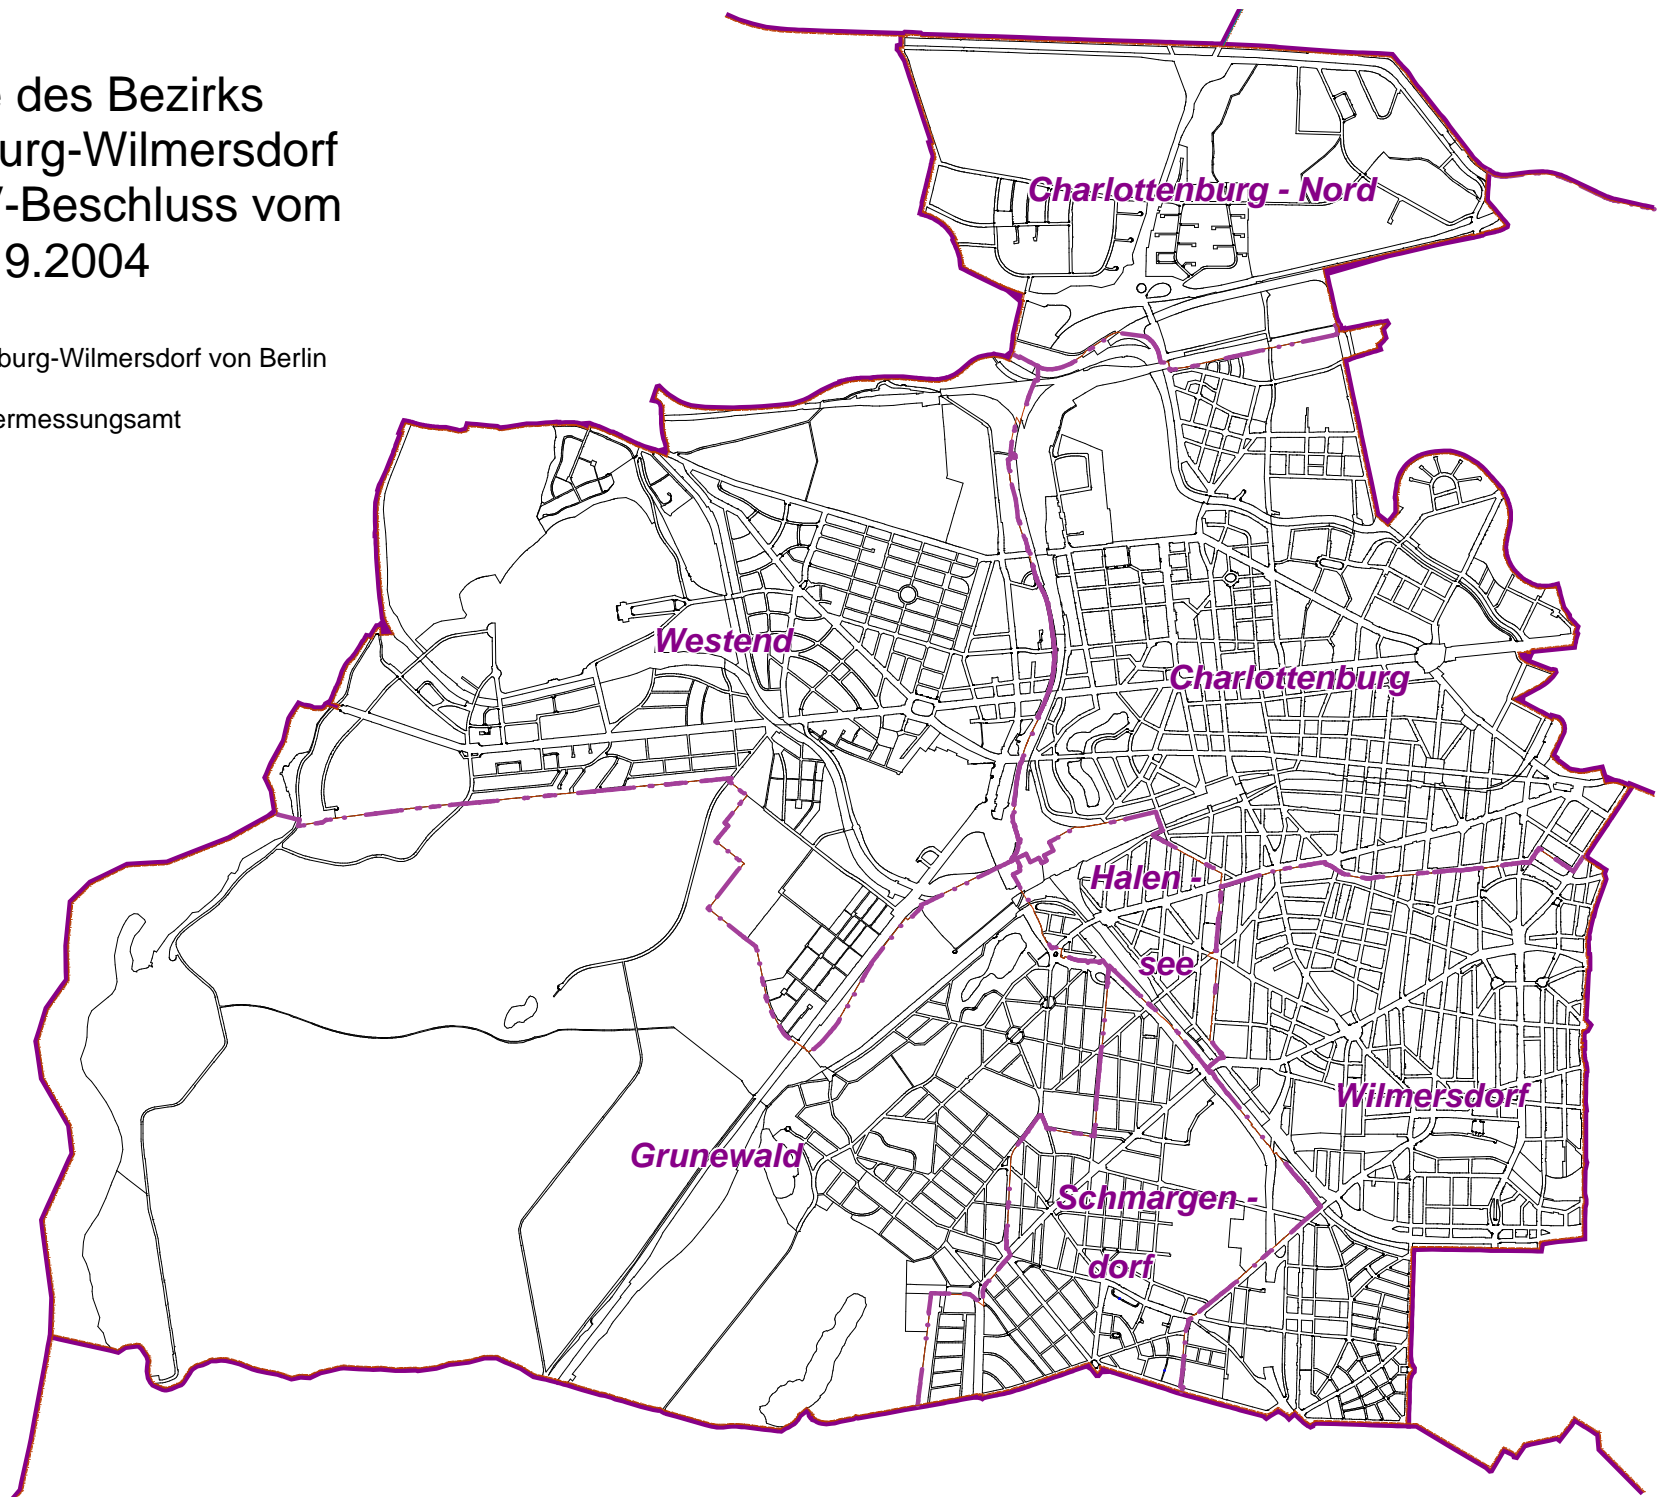 des Bezirks
urg-Wilmersdorf
-Beschluss vom
9.2004
burg-Wilmersdorf von Berlin
ermessungsamt
Charlottenburg - Nord
Westend
Charlottenburg
Halen -
see
Wilmersdorf
Grunewald
Schmargen -
dorf